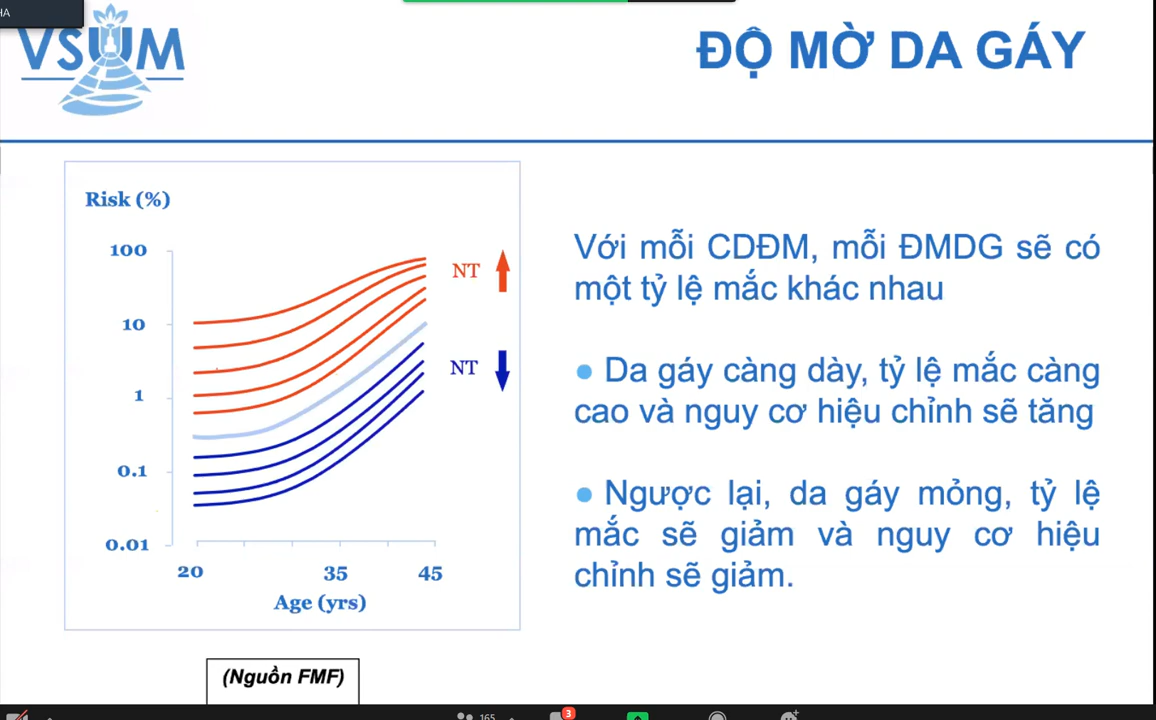 HA
VSUM
ĐỘ MỜ DA GÁY
Risk (%)
100
10
1
0.1
0.01
NT
NT
20
35
45
Age (yrs)
(Nguồn FMF)
Với mỗi CDĐM, mỗi ĐMDG sẽ có
một tỷ lệ mắc khác nhau
● Da gáy càng dày, tỷ lệ mắc càng
cao và nguy cơ hiệu chỉnh sẽ tăng
● Ngược lại, da gáy mỏng, tỷ lệ
mắc sẽ giảm và nguy cơ hiệu
chỉnh sẽ giảm.
165
3